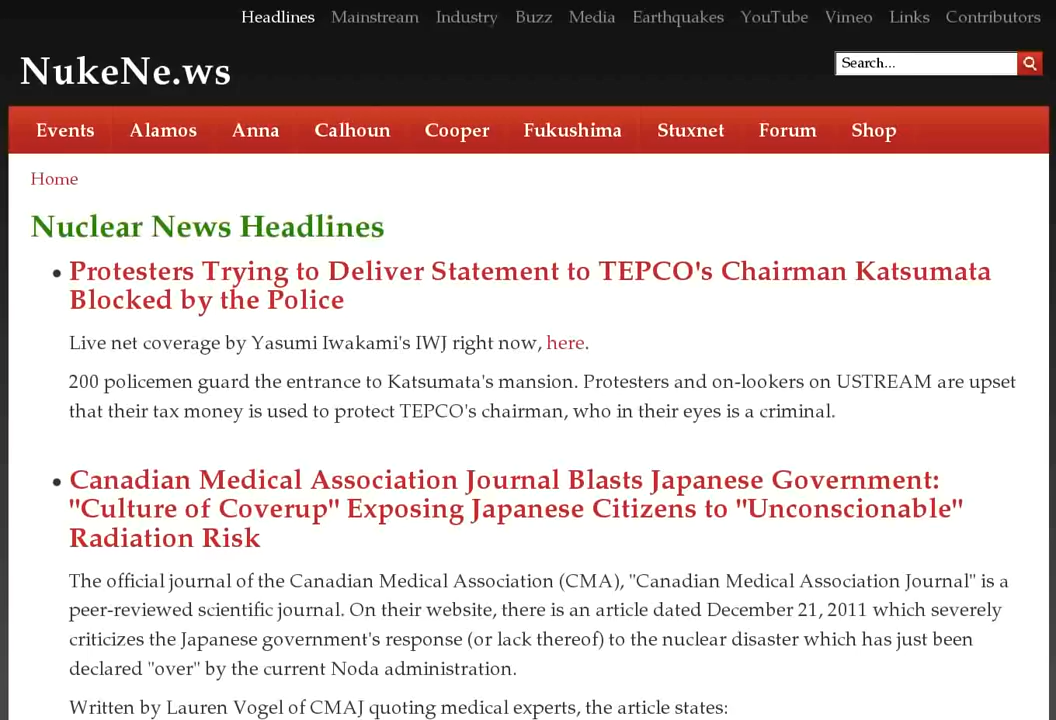 Headlines Mainstream Industry Buzz Media Earthquakes YouTube Vimeo Links Contributors
NukeNe.ws
Search...
Events Alamos Anna Calhoun Cooper Fukushima Stuxnet Forum Shop
Home
Nuclear News Headlines
• Protesters Trying to Deliver Statement to TEPCO's Chairman Katsumata
Blocked by the Police
Live net coverage by Yasumi Iwakami's IWJ right now, here.
200 policemen guard the entrance to Katsumata's mansion. Protesters and on-lookers on USTREAM are upset
that their tax money is used to protect TEPCO's chairman, who in their eyes is a criminal.
• Canadian Medical Association Journal Blasts Japanese Government:
"Culture of Coverup" Exposing Japanese Citizens to "Unconscionable"
Radiation Risk
The official journal of the Canadian Medical Association (CMA), "Canadian Medical Association Journal" is a
peer-reviewed scientific journal. On their website, there is an article dated December 21, 2011 which severely
criticizes the Japanese government's response (or lack thereof) to the nuclear disaster which has just been
declared "over" by the current Noda administration.
Written by Lauren Vogel of CMAJ quoting medical experts, the article states: